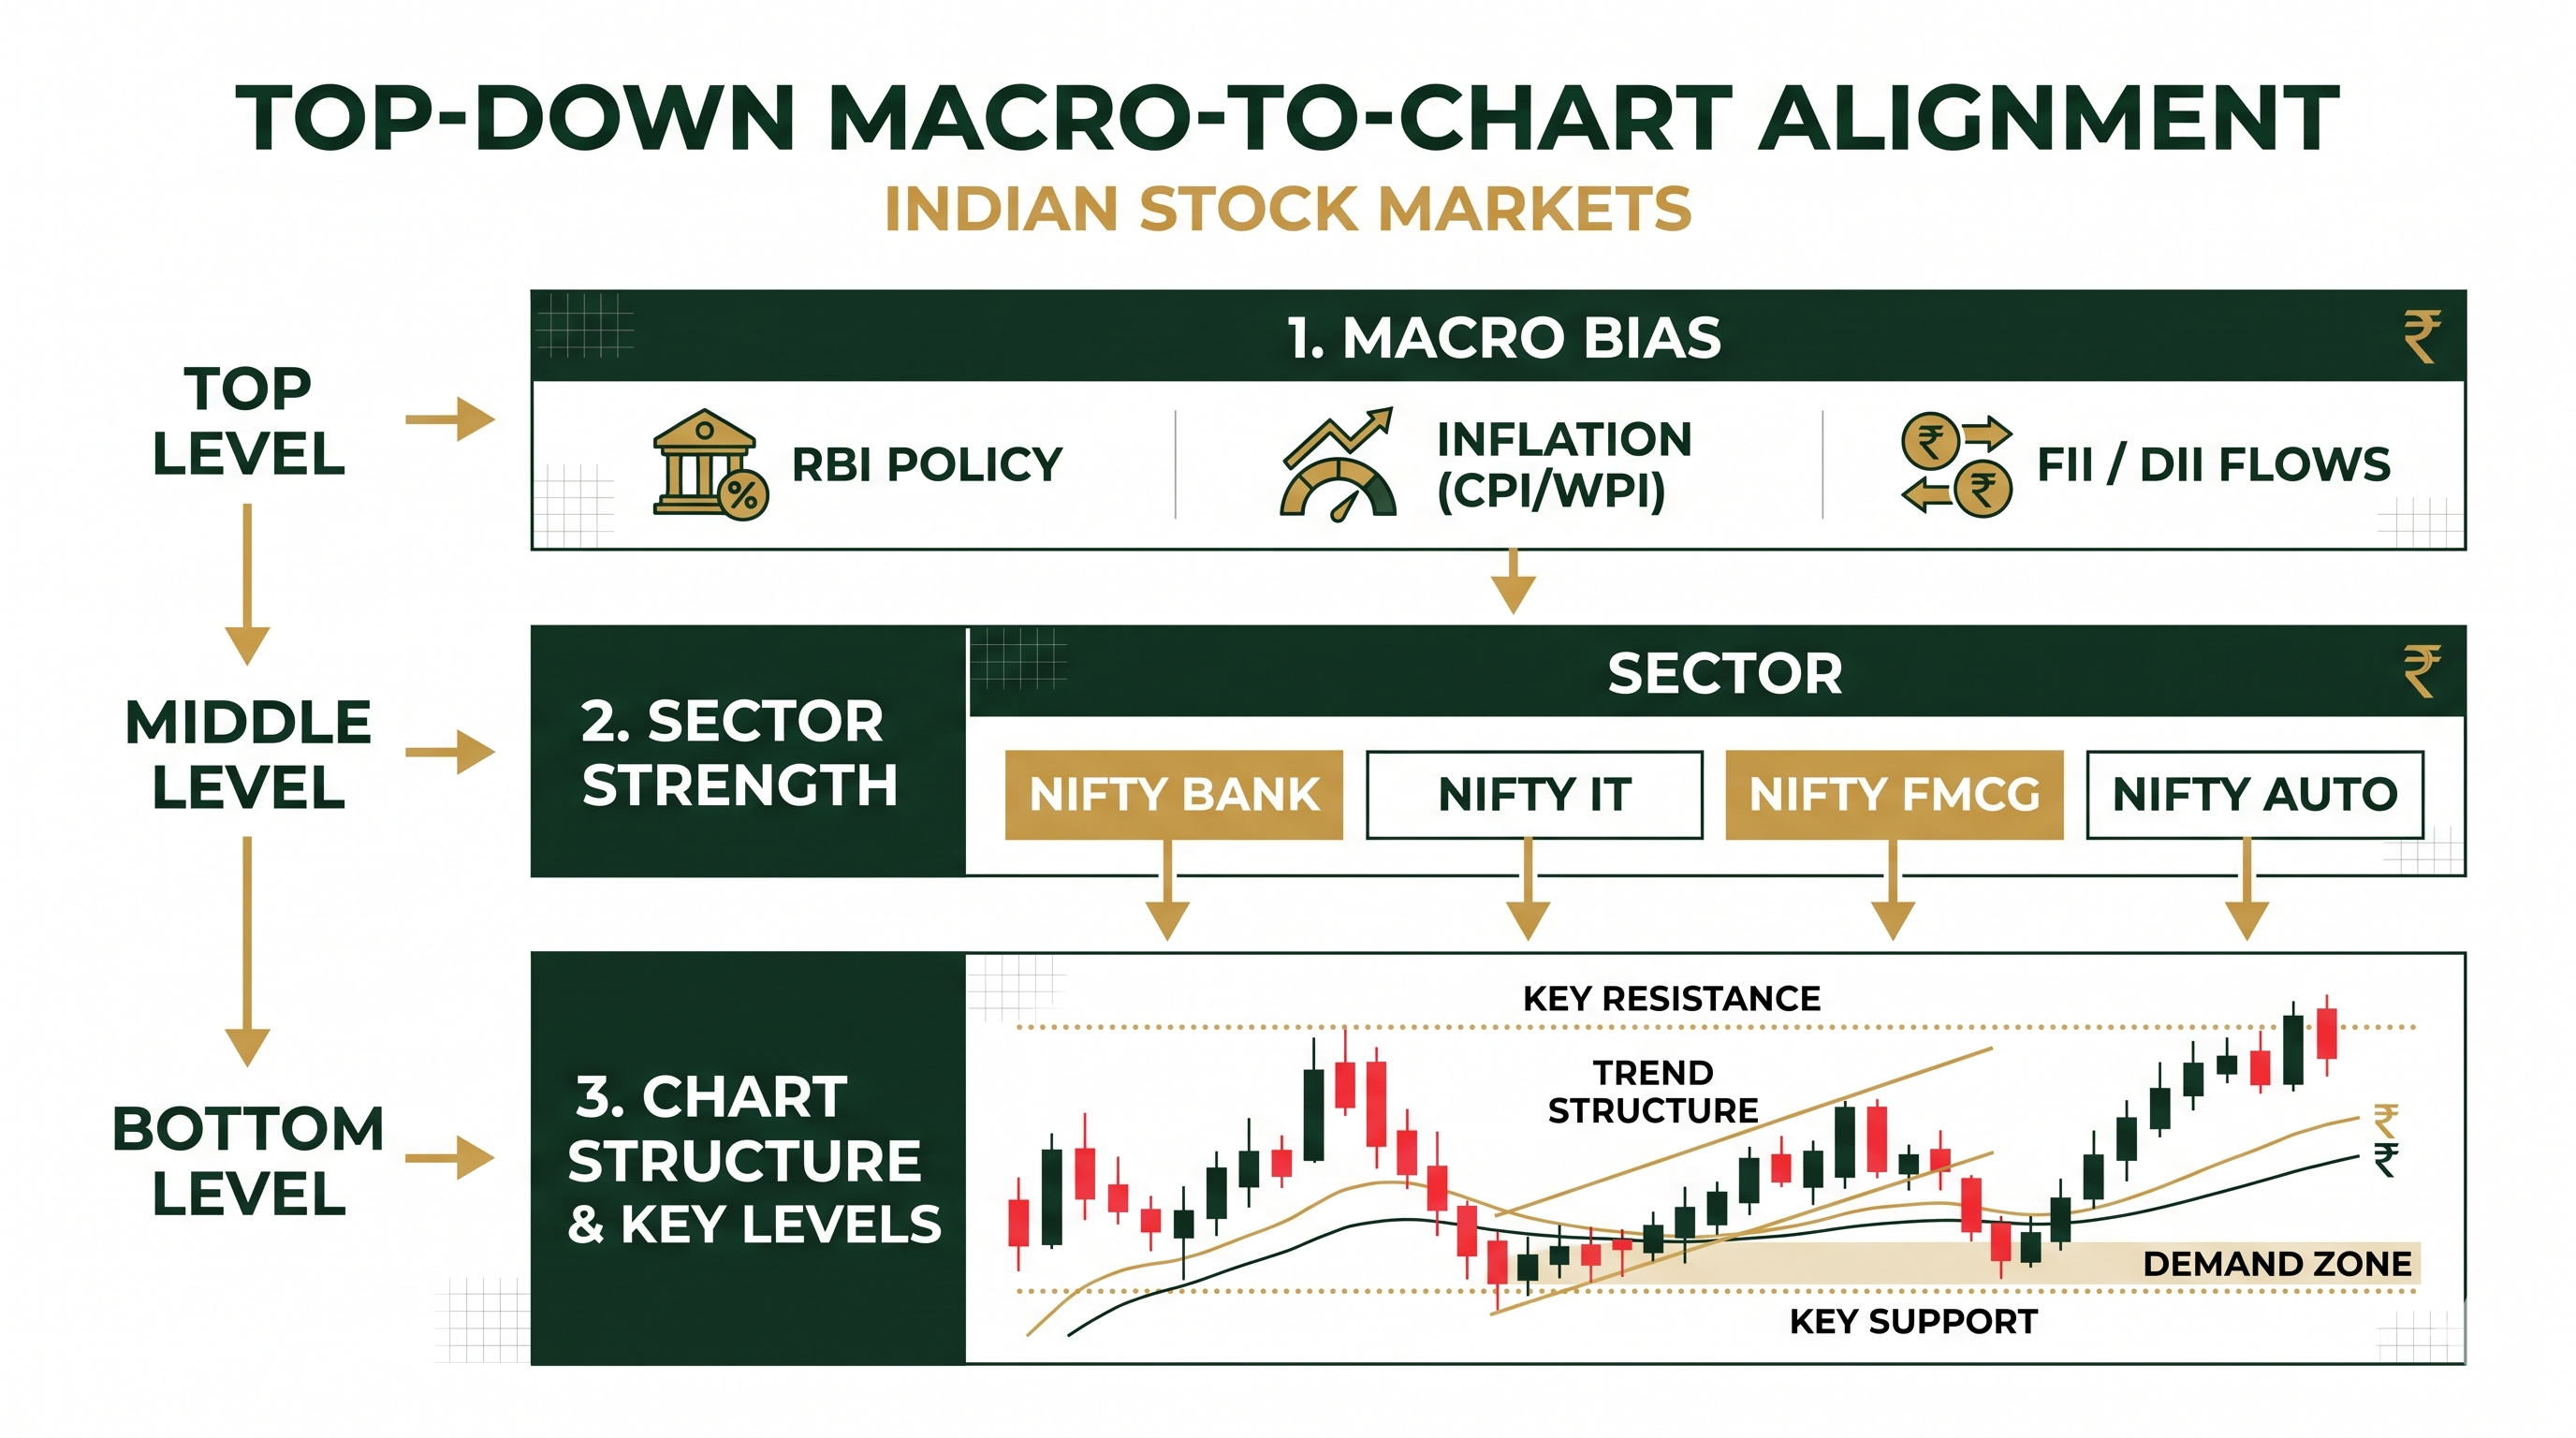 TOP-DOWN MACRO-TO-CHART ALIGNMENT
INDIAN STOCK MARKETS
TOP
LEVEL
1. MACRO BIAS
₹
%
RBI POLICY
INFLATION
(CPI/WPI)
₹
₹
FII / DII FLOWS
MIDDLE
LEVEL
2. SECTOR
STRENGTH
SECTOR
₹
NIFTY BANK
NIFTY IT
NIFTY FMCG
NIFTY AUTO
BOTTOM
LEVEL
3. CHART
STRUCTURE
& KEY LEVELS
KEY RESISTANCE
TREND
STRUCTURE
₹
₹
DEMAND ZONE
KEY SUPPORT